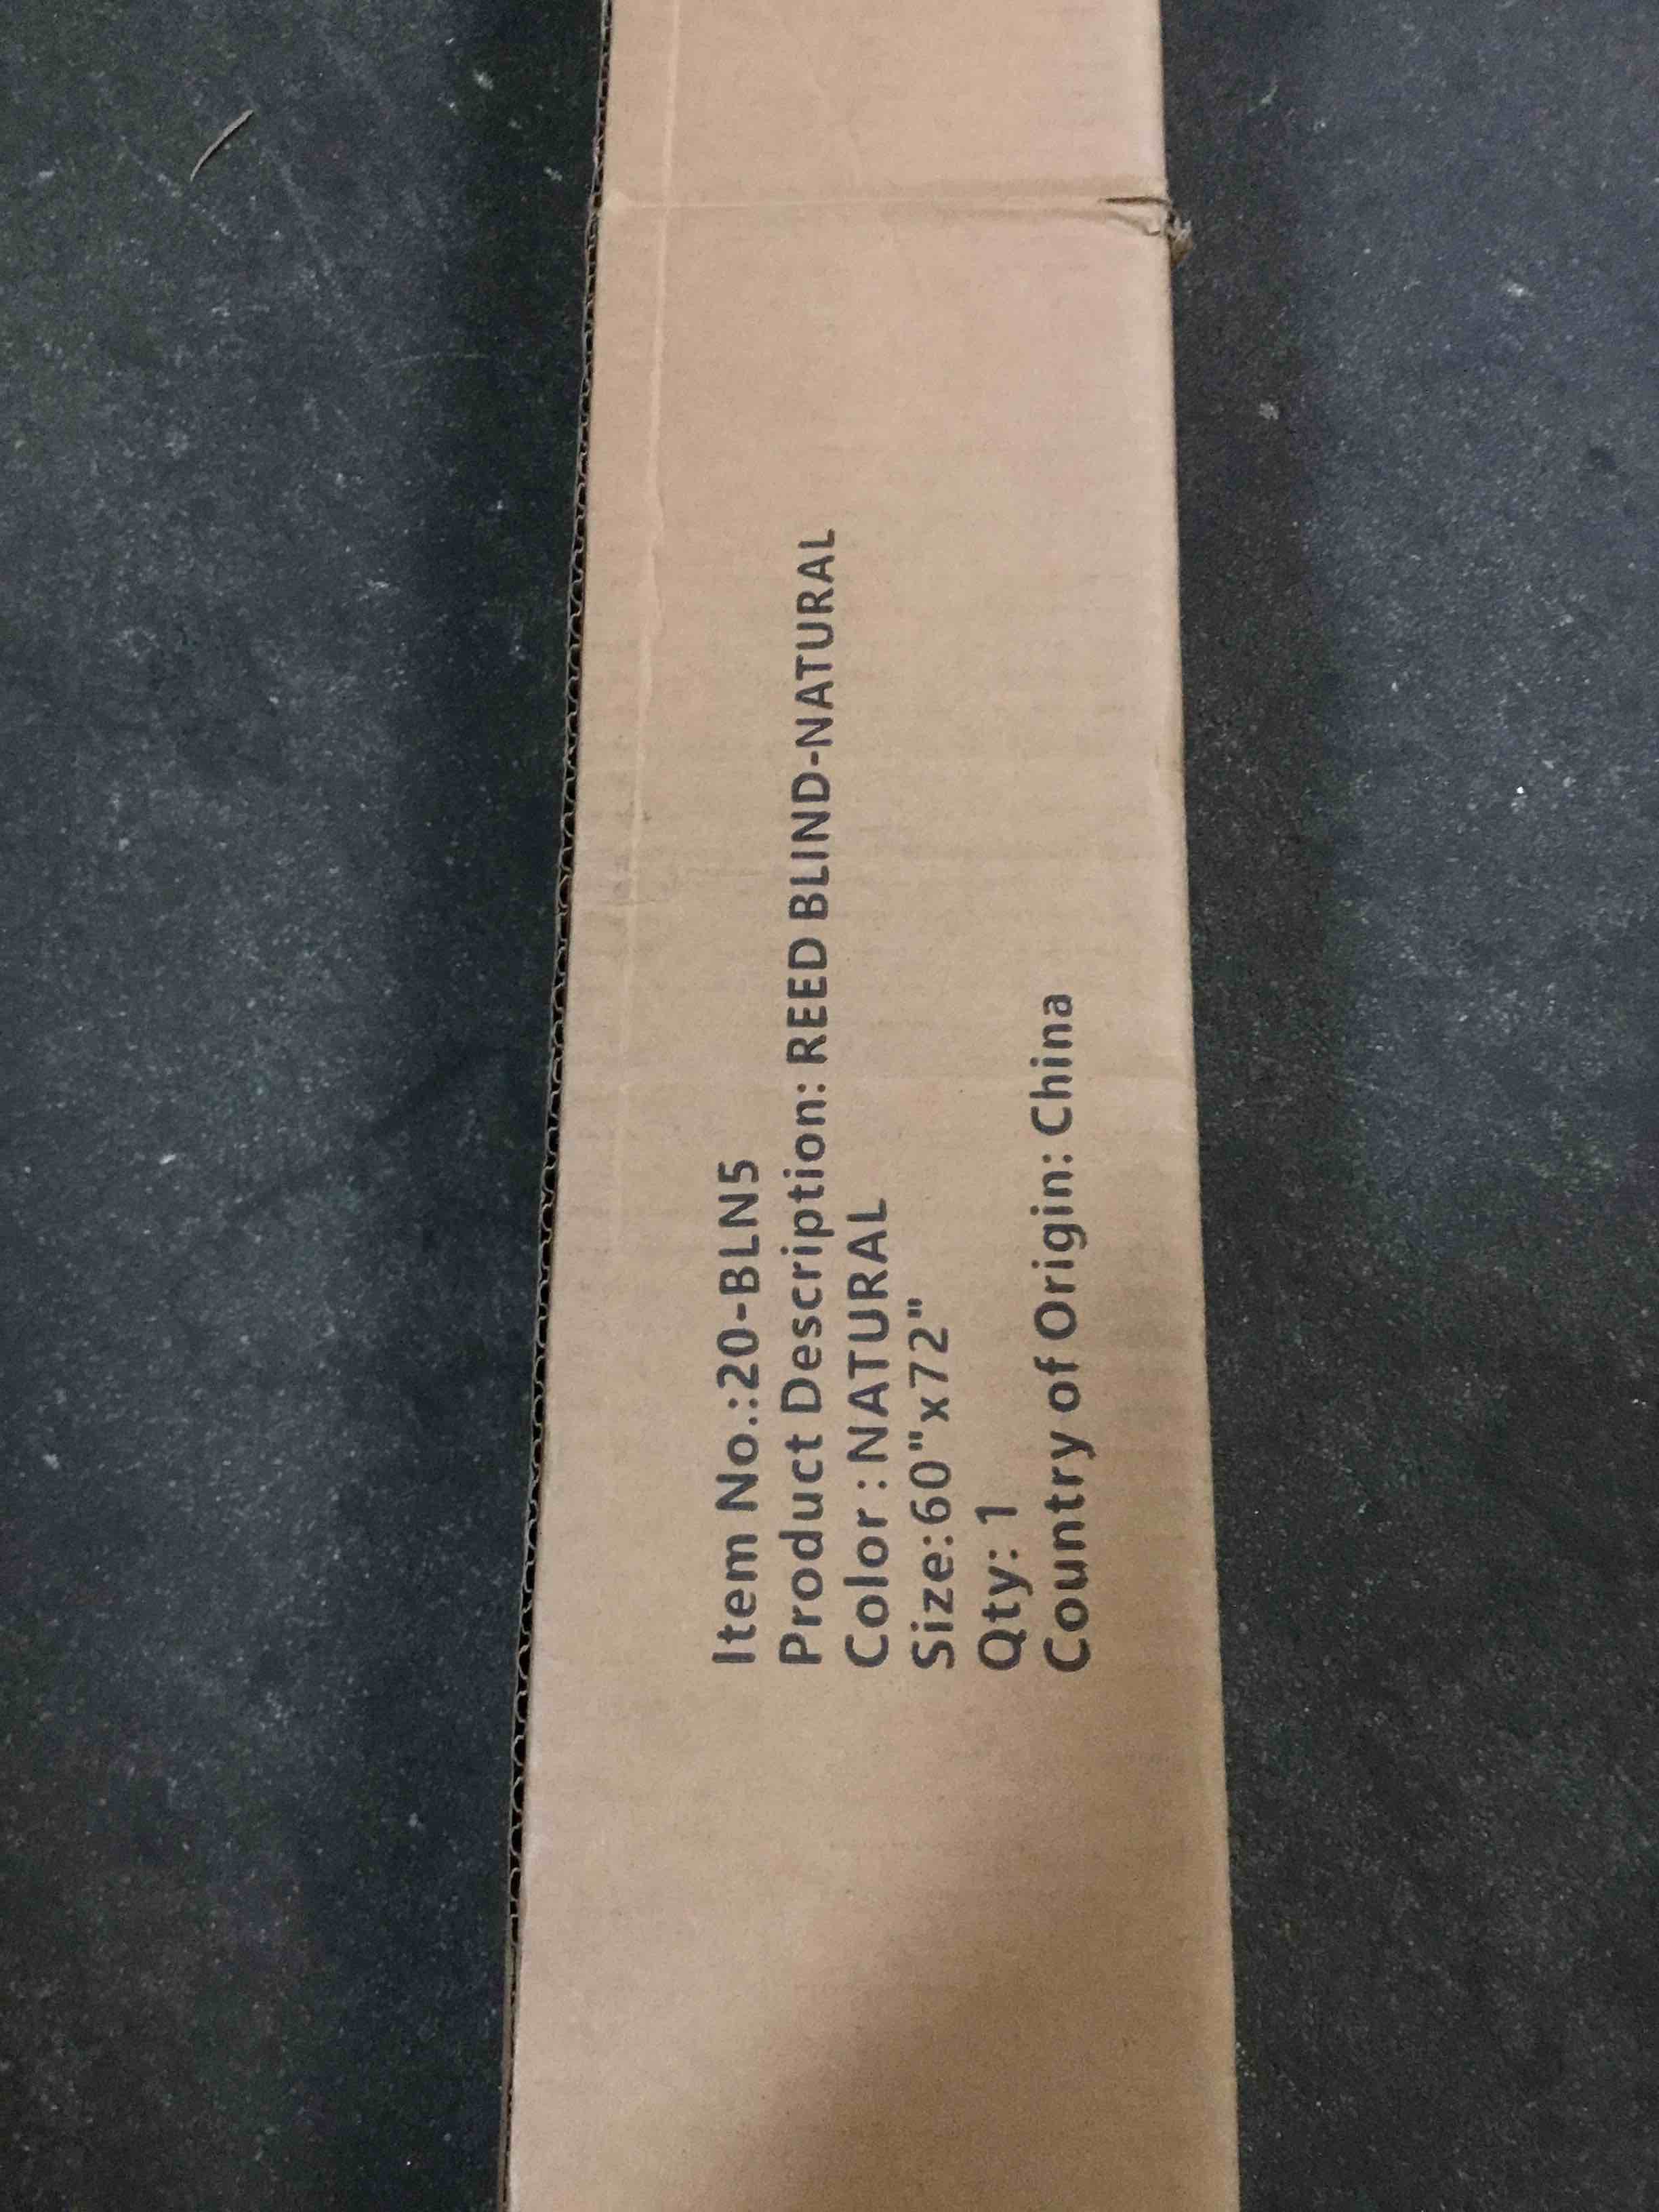 Item No.:20-BLN5
Product Description: REED BLIND-NATURAL
Color:NATURAL
Size:60"x72"
Qty: 1
Country of Origin: China